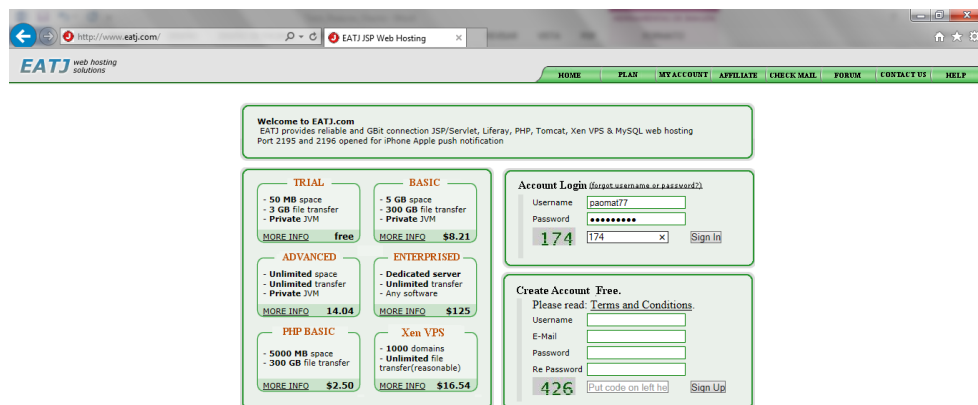 http://www.eatj.com/
EATJ JSP Web Hosting
EATJ web hosting solutions
HOME PLAN MY ACCOUNT AFFILIATE CHECK MAIL FORUM CONTACT US HELP
Welcome to EATJ.com
EATJ provides reliable and GBit connection JSP/Servlet, Liferay, PHP, Tomcat, Xen VPS & MySQL web hosting
Port 2195 and 2196 opened for iPhone Apple push notification
TRIAL
- 50 MB space
- 3 GB file transfer
- Private JVM
MORE INFO free
BASIC
- 5 GB space
- 300 GB file transfer
- Private JVM
MORE INFO $8.21
ADVANCED
- Unlimited space
- Unlimited transfer
- Private JVM
MORE INFO 14.04
ENTERPRISED
- Dedicated server
- Unlimited transfer
- Any software
MORE INFO $125
PHP BASIC
- 5000 MB space
- 300 GB file transfer
MORE INFO $2.50
Xen VPS
- 1000 domains
- Unlimited file
transfer(reasonable)
MORE INFO $16.54
Account Login (forgot username or password?)
Username paomat77
Password •••••••••
174 174 Sign In
Create Account Free.
Please read: Terms and Conditions.
Username
E-Mail
Password
Re Password
426 Put code on left he Sign Up